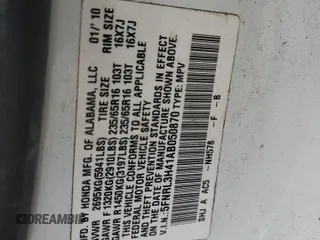 MFD. BY HONDA MFG. OF ALABAMA, LLC 01/'10
GVWR 2695KG(5941LBS) TIRE SIZE RIM SIZE
GAWR F 1320KG(2910LBS) 235/65R16 103T 16X7J
GAWR R 1450KG(3197LBS) 235/65R16 103T 16X7J
THIS VEHICLE CONFORMS TO ALL APPLICABLE
FEDERAL MOTOR VEHICLE SAFETY, BUMPER, AND
THEFT PREVENTION STANDARDS IN EFFECT ON THE
DATE OF MANUFACTURE SHOWN ABOVE.
5FNRL3H41AB050870 TYPE: MPV
SHJ A AC5 - NH578 - F - B